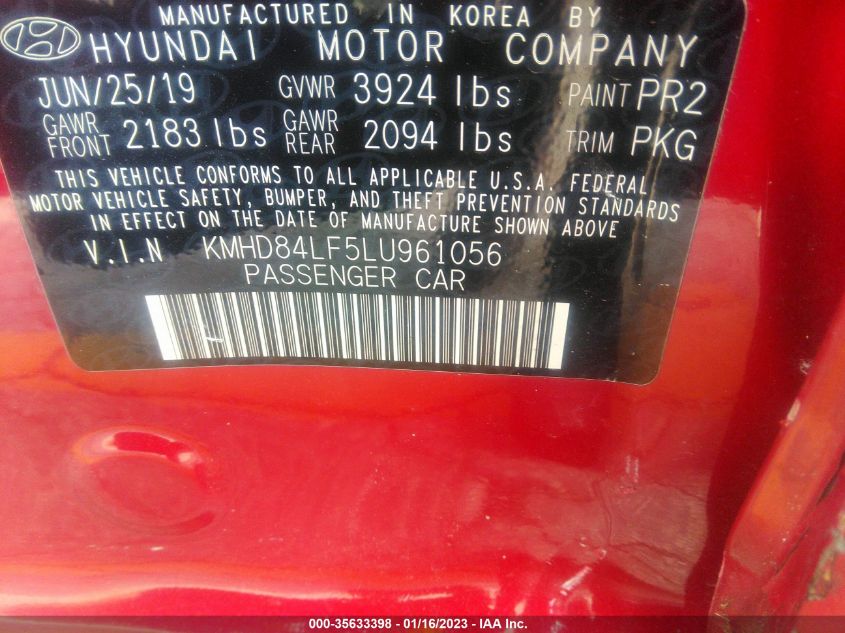 MANUFACTURED IN KOREA BY
HYUNDAI MOTOR COMPANY
JUN/25/19 GVWR 3924 lbs PAINT PR2
GAWR FRONT 2183 lbs GAWR REAR 2094 lbs TRIM PKG
THIS VEHICLE CONFORMS TO ALL APPLICABLE U.S.A. FEDERAL
MOTOR VEHICLE SAFETY, BUMPER, AND THEFT PREVENTION STANDARDS
IN EFFECT ON THE DATE OF MANUFACTURE SHOWN ABOVE
V.I.N KMHD84LF5LU961056
PASSENGER CAR
000-35633398 - 01/16/2023 - IAA Inc.